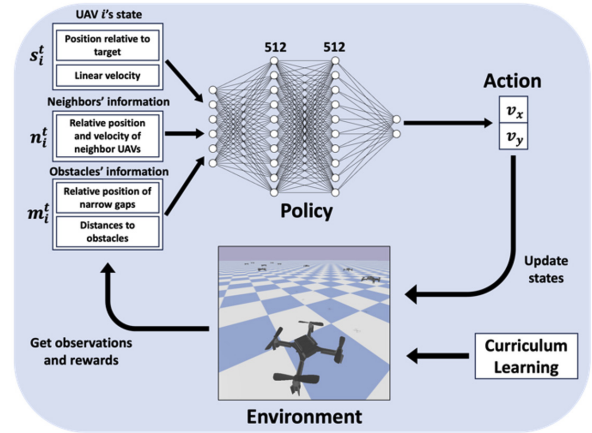 UAV i's state
Position relative to
target
Linear velocity
s_i^t
Neighbors' information
Relative position
and velocity of
neighbor UAVs
n_i^t
Obstacles' information
Relative position of
narrow gaps
Distances to
obstacles
m_i^t
512
512
Policy
Action
v_x
v_y
Update
states
Get observations
and rewards
Curriculum
Learning
Environment